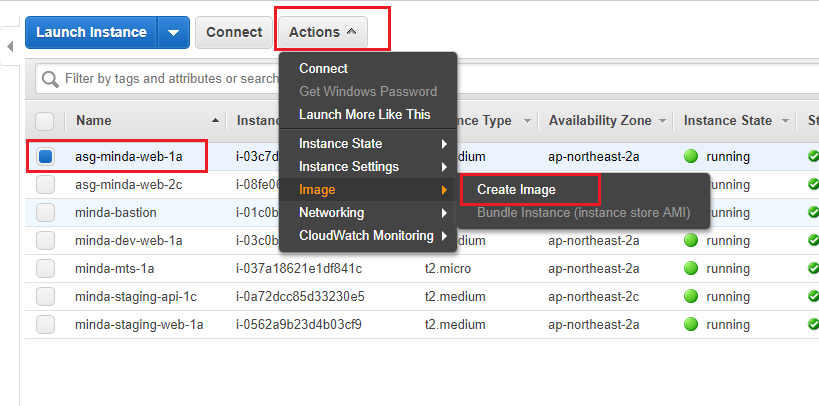 Launch Instance Connect Actions
Connect
Filter by tags and attributes or search
Get Windows Password
Launch More Like This
Name Instanc nce Type Availability Zone Instance State
Instance State
asg-minda-web-1a i-03c7d edium ap-northeast-2a running
Instance Settings
asg-minda-web-2c i-08fe0 running
Image Create Image
minda-bastion i-01c0b running
Networking Bundle Instance (instance store AMI)
minda-dev-web-1a i-03c0b edium ap-northeast-2a running
CloudWatch Monitoring
minda-mts-1a i-037a18621e1df841c t2.micro ap-northeast-2a running
minda-staging-api-1c i-0a72dcc85d33230e5 t2.medium ap-northeast-2c running
minda-staging-web-1a i-0562a9b23d4b03cf9 t2.medium ap-northeast-2a running